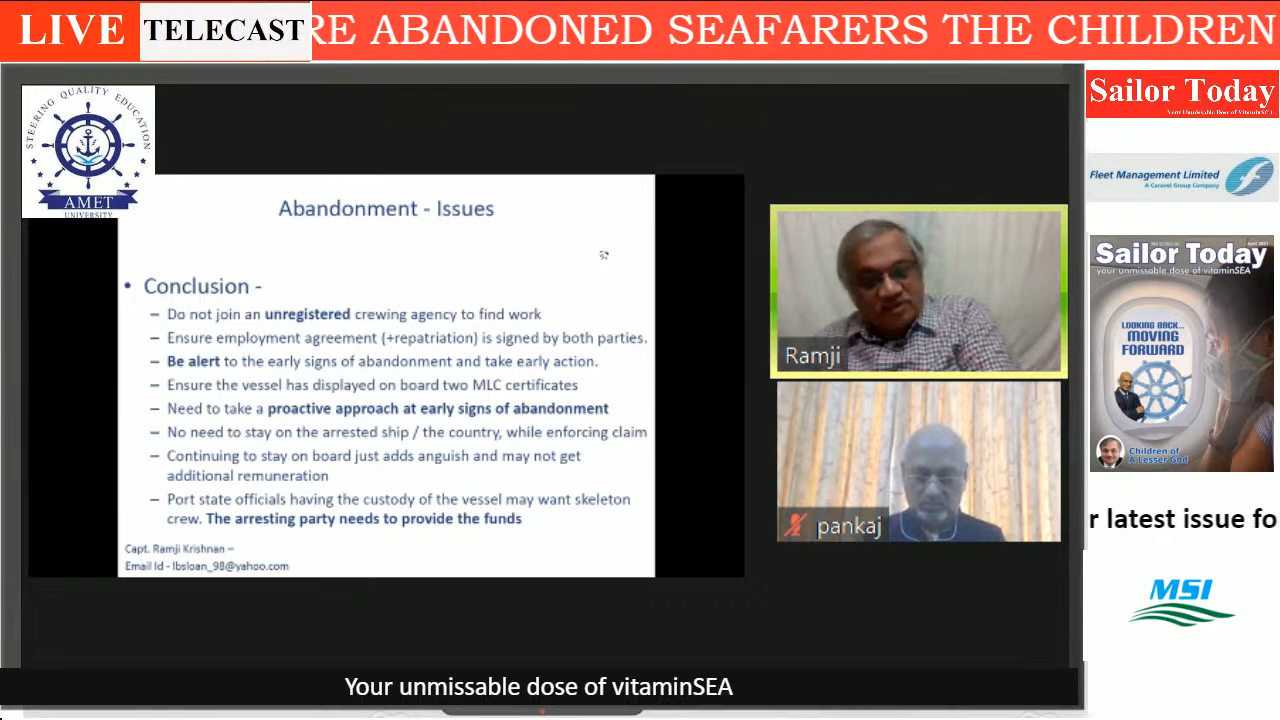 LIVE TELECAST
RE ABANDONED SEAFARERS THE CHILDREN
STEERING QUALITY EDUCATION
AMET
UNIVERSITY
Abandonment - Issues
• Conclusion -
– Do not join an unregistered crewing agency to find work
– Ensure employment agreement (+repatriation) is signed by both parties.
– Be alert to the early signs of abandonment and take early action.
– Ensure the vessel has displayed on board two MLC certificates
– Need to take a proactive approach at early signs of abandonment
– No need to stay on the arrested ship / the country, while enforcing claim
– Continuing to stay on board just adds anguish and may not get
additional remuneration
– Port state officials having the custody of the vessel may want skeleton
crew. The arresting party needs to provide the funds
Capt. Ramji Krishnan –
Email Id - lbsloan_98@yahoo.com
Ramji
pankaj
Sailor Today
Your Unmissable Dose of VitaminSEA
Fleet Management Limited
A Caravel Group Company
April 2021
Sailor Today
your unmissable dose of vitaminSEA
LOOKING BACK...
MOVING
FORWARD
Children of
A Lesser God
r latest issue fo
MSI
Your unmissable dose of vitaminSEA